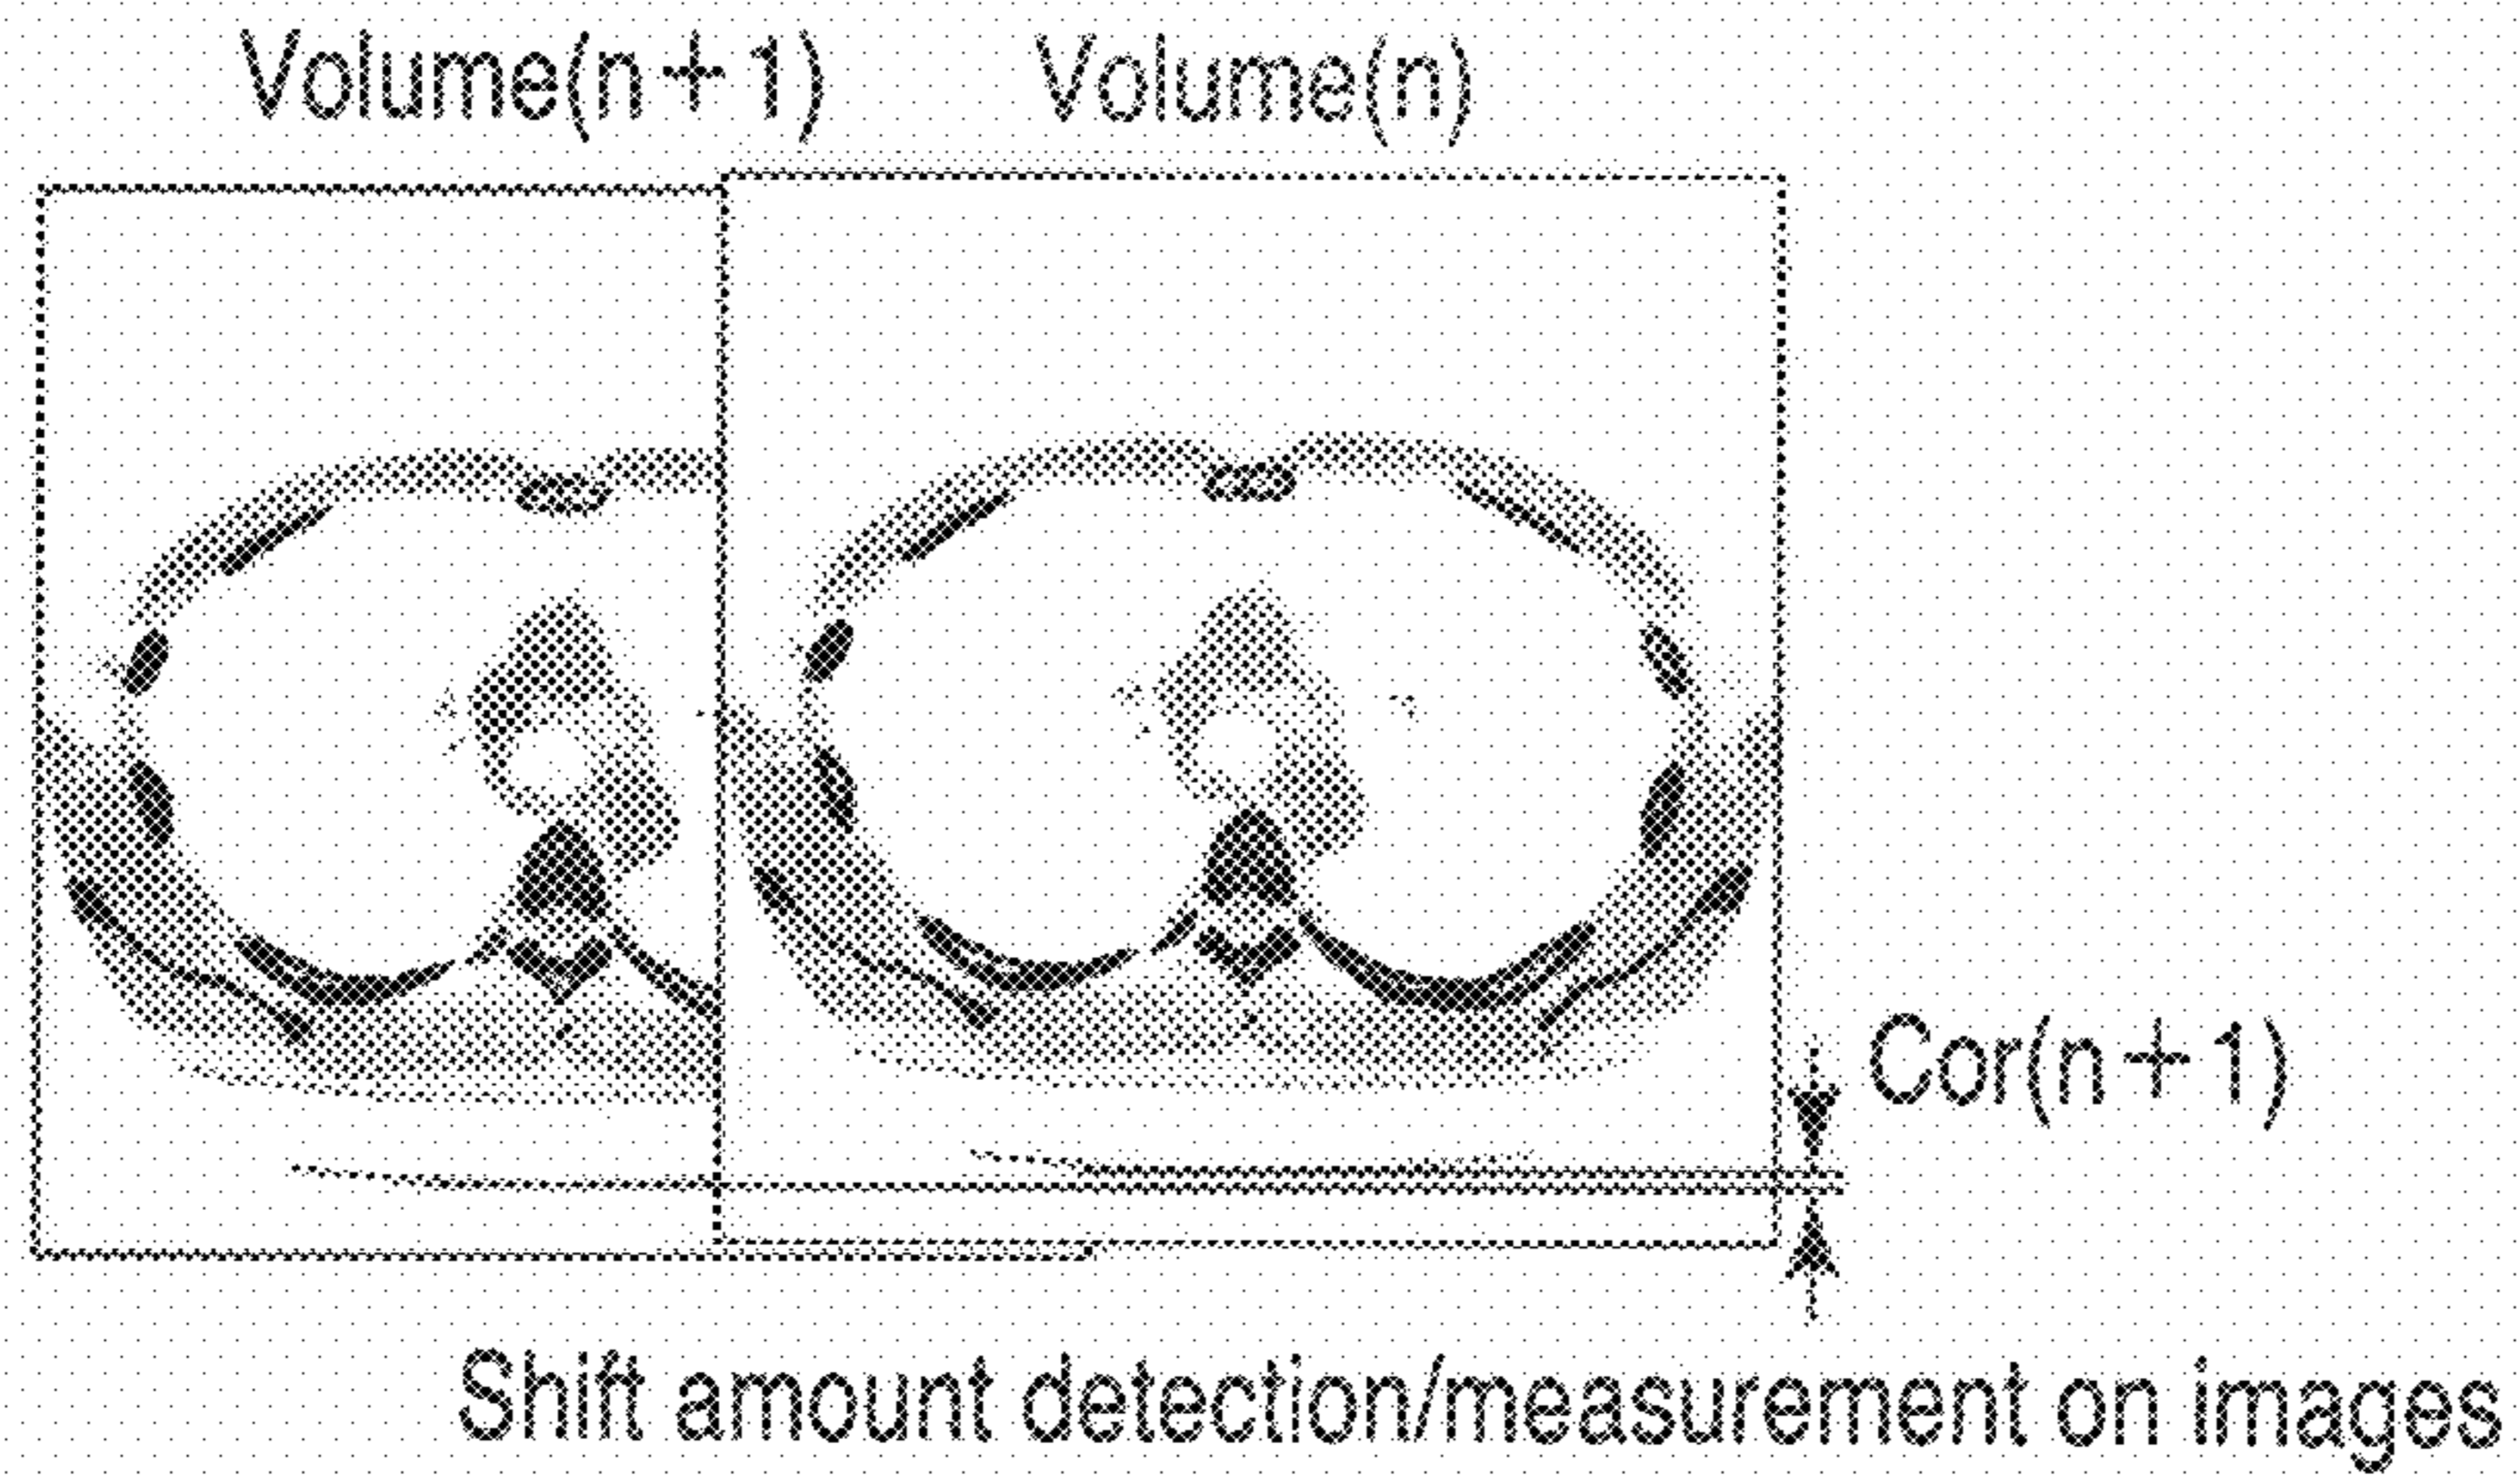 Volume(n+1) Volume(n)
Cor(n+1)
Shift amount detection/measurement on images